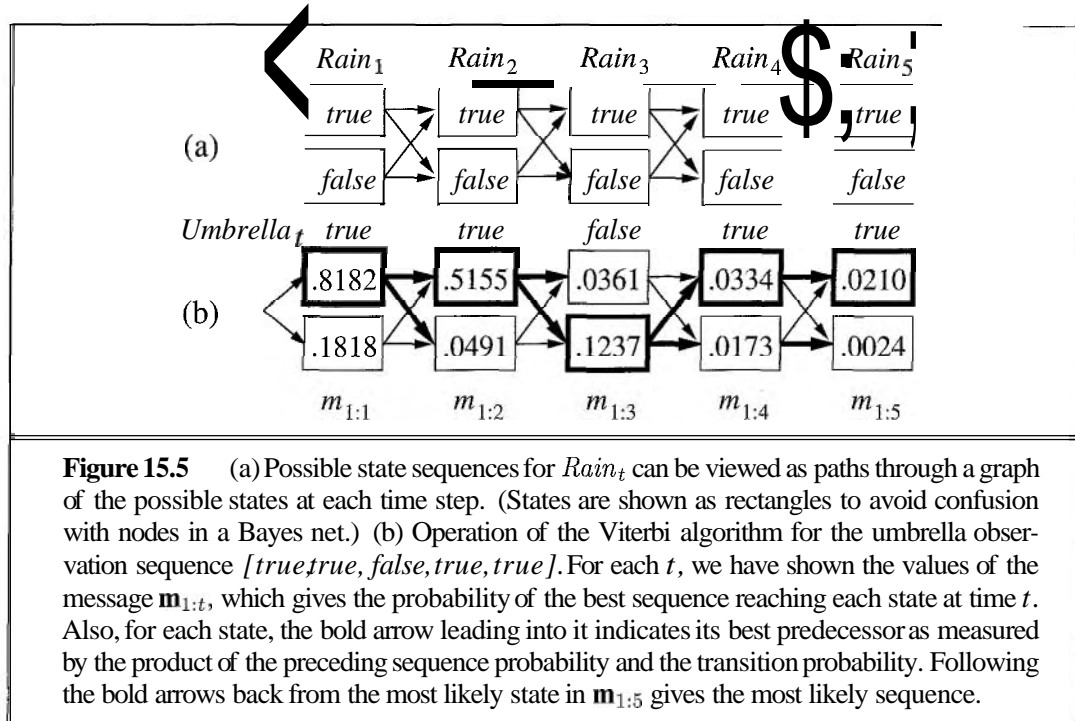 Rain1 Rain2 Rain3 Rain4 Rain5
true true true true true
(a)
false false false false false
Umbrella t true true false true true
.8182 .5155 .0361 .0334 .0210
(b)
.1818 .0491 .1237 .0173 .0024
m1:1 m1:2 m1:3 m1:4 m1:5
Figure 15.5 (a) Possible state sequences for Rain_t can be viewed as paths through a graph
of the possible states at each time step. (States are shown as rectangles to avoid confusion
with nodes in a Bayes net.) (b) Operation of the Viterbi algorithm for the umbrella obser-
vation sequence [true,true, false, true, true]. For each t, we have shown the values of the
message m1:t, which gives the probability of the best sequence reaching each state at time t.
Also, for each state, the bold arrow leading into it indicates its best predecessor as measured
by the product of the preceding sequence probability and the transition probability. Following
the bold arrows back from the most likely state in m1:5 gives the most likely sequence.